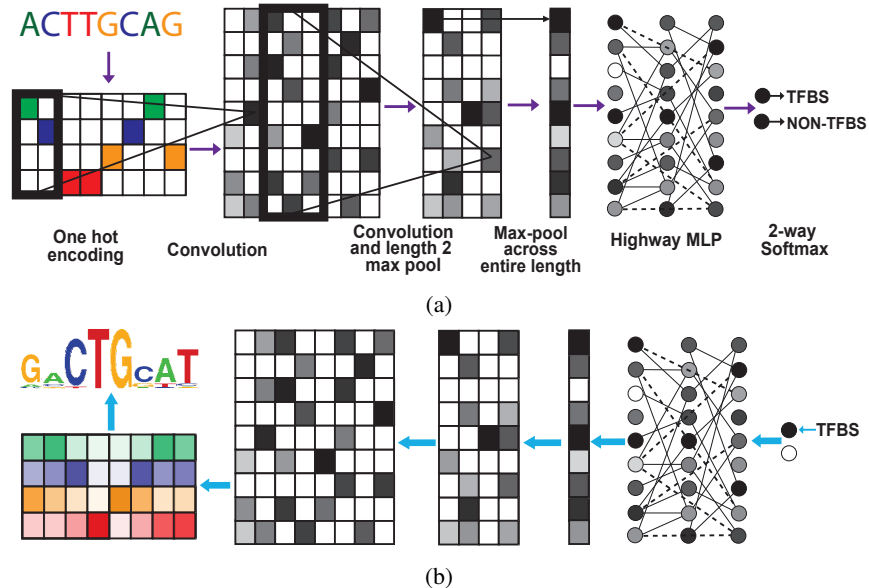 ACTTGCAG
TFBS
NON-TFBS
One hot
encoding
Convolution
Convolution
and length 2
max pool
Max-pool
across
entire length
Highway MLP
2-way
Softmax
(a)
GACTGCAT
TFBS
(b)